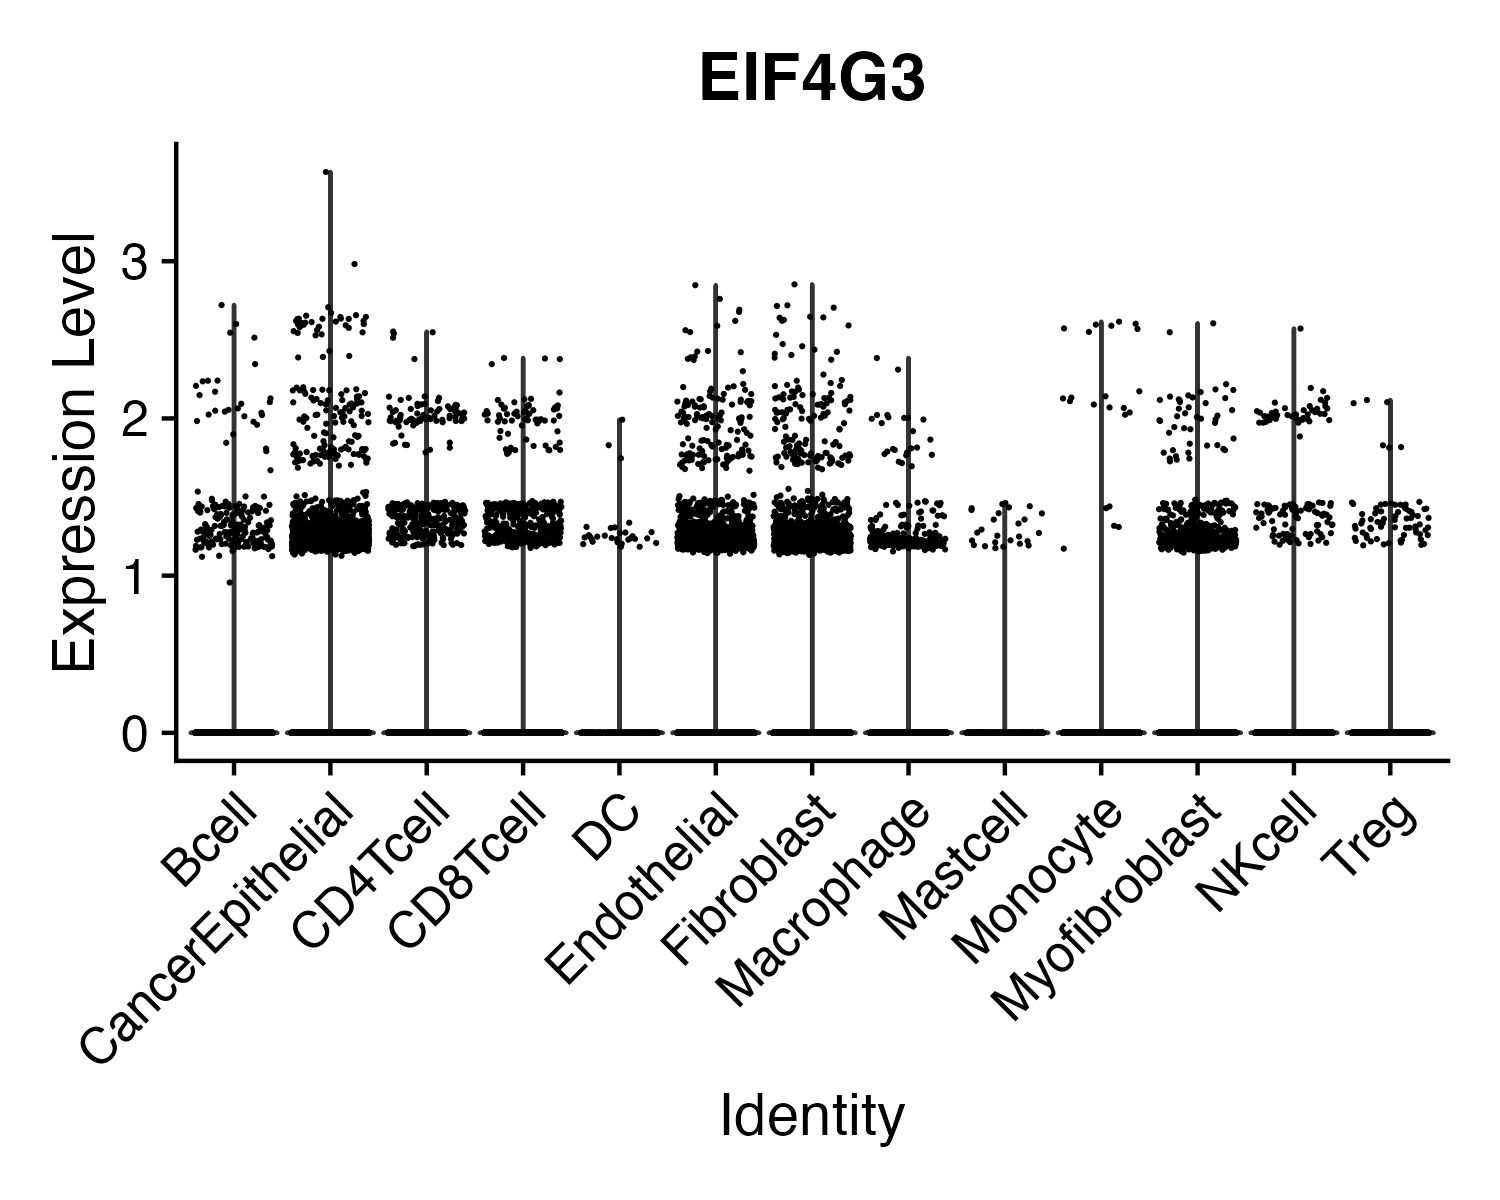 EIF4G3
Expression Level
3
2
1
0
Bcell
CancerEpithelial
CD4Tcell
CD8Tcell
DC
Endothelial
Fibroblast
Macrophage
Mastcell
Monocyte
Myofibroblast
NKcell
Treg
Identity